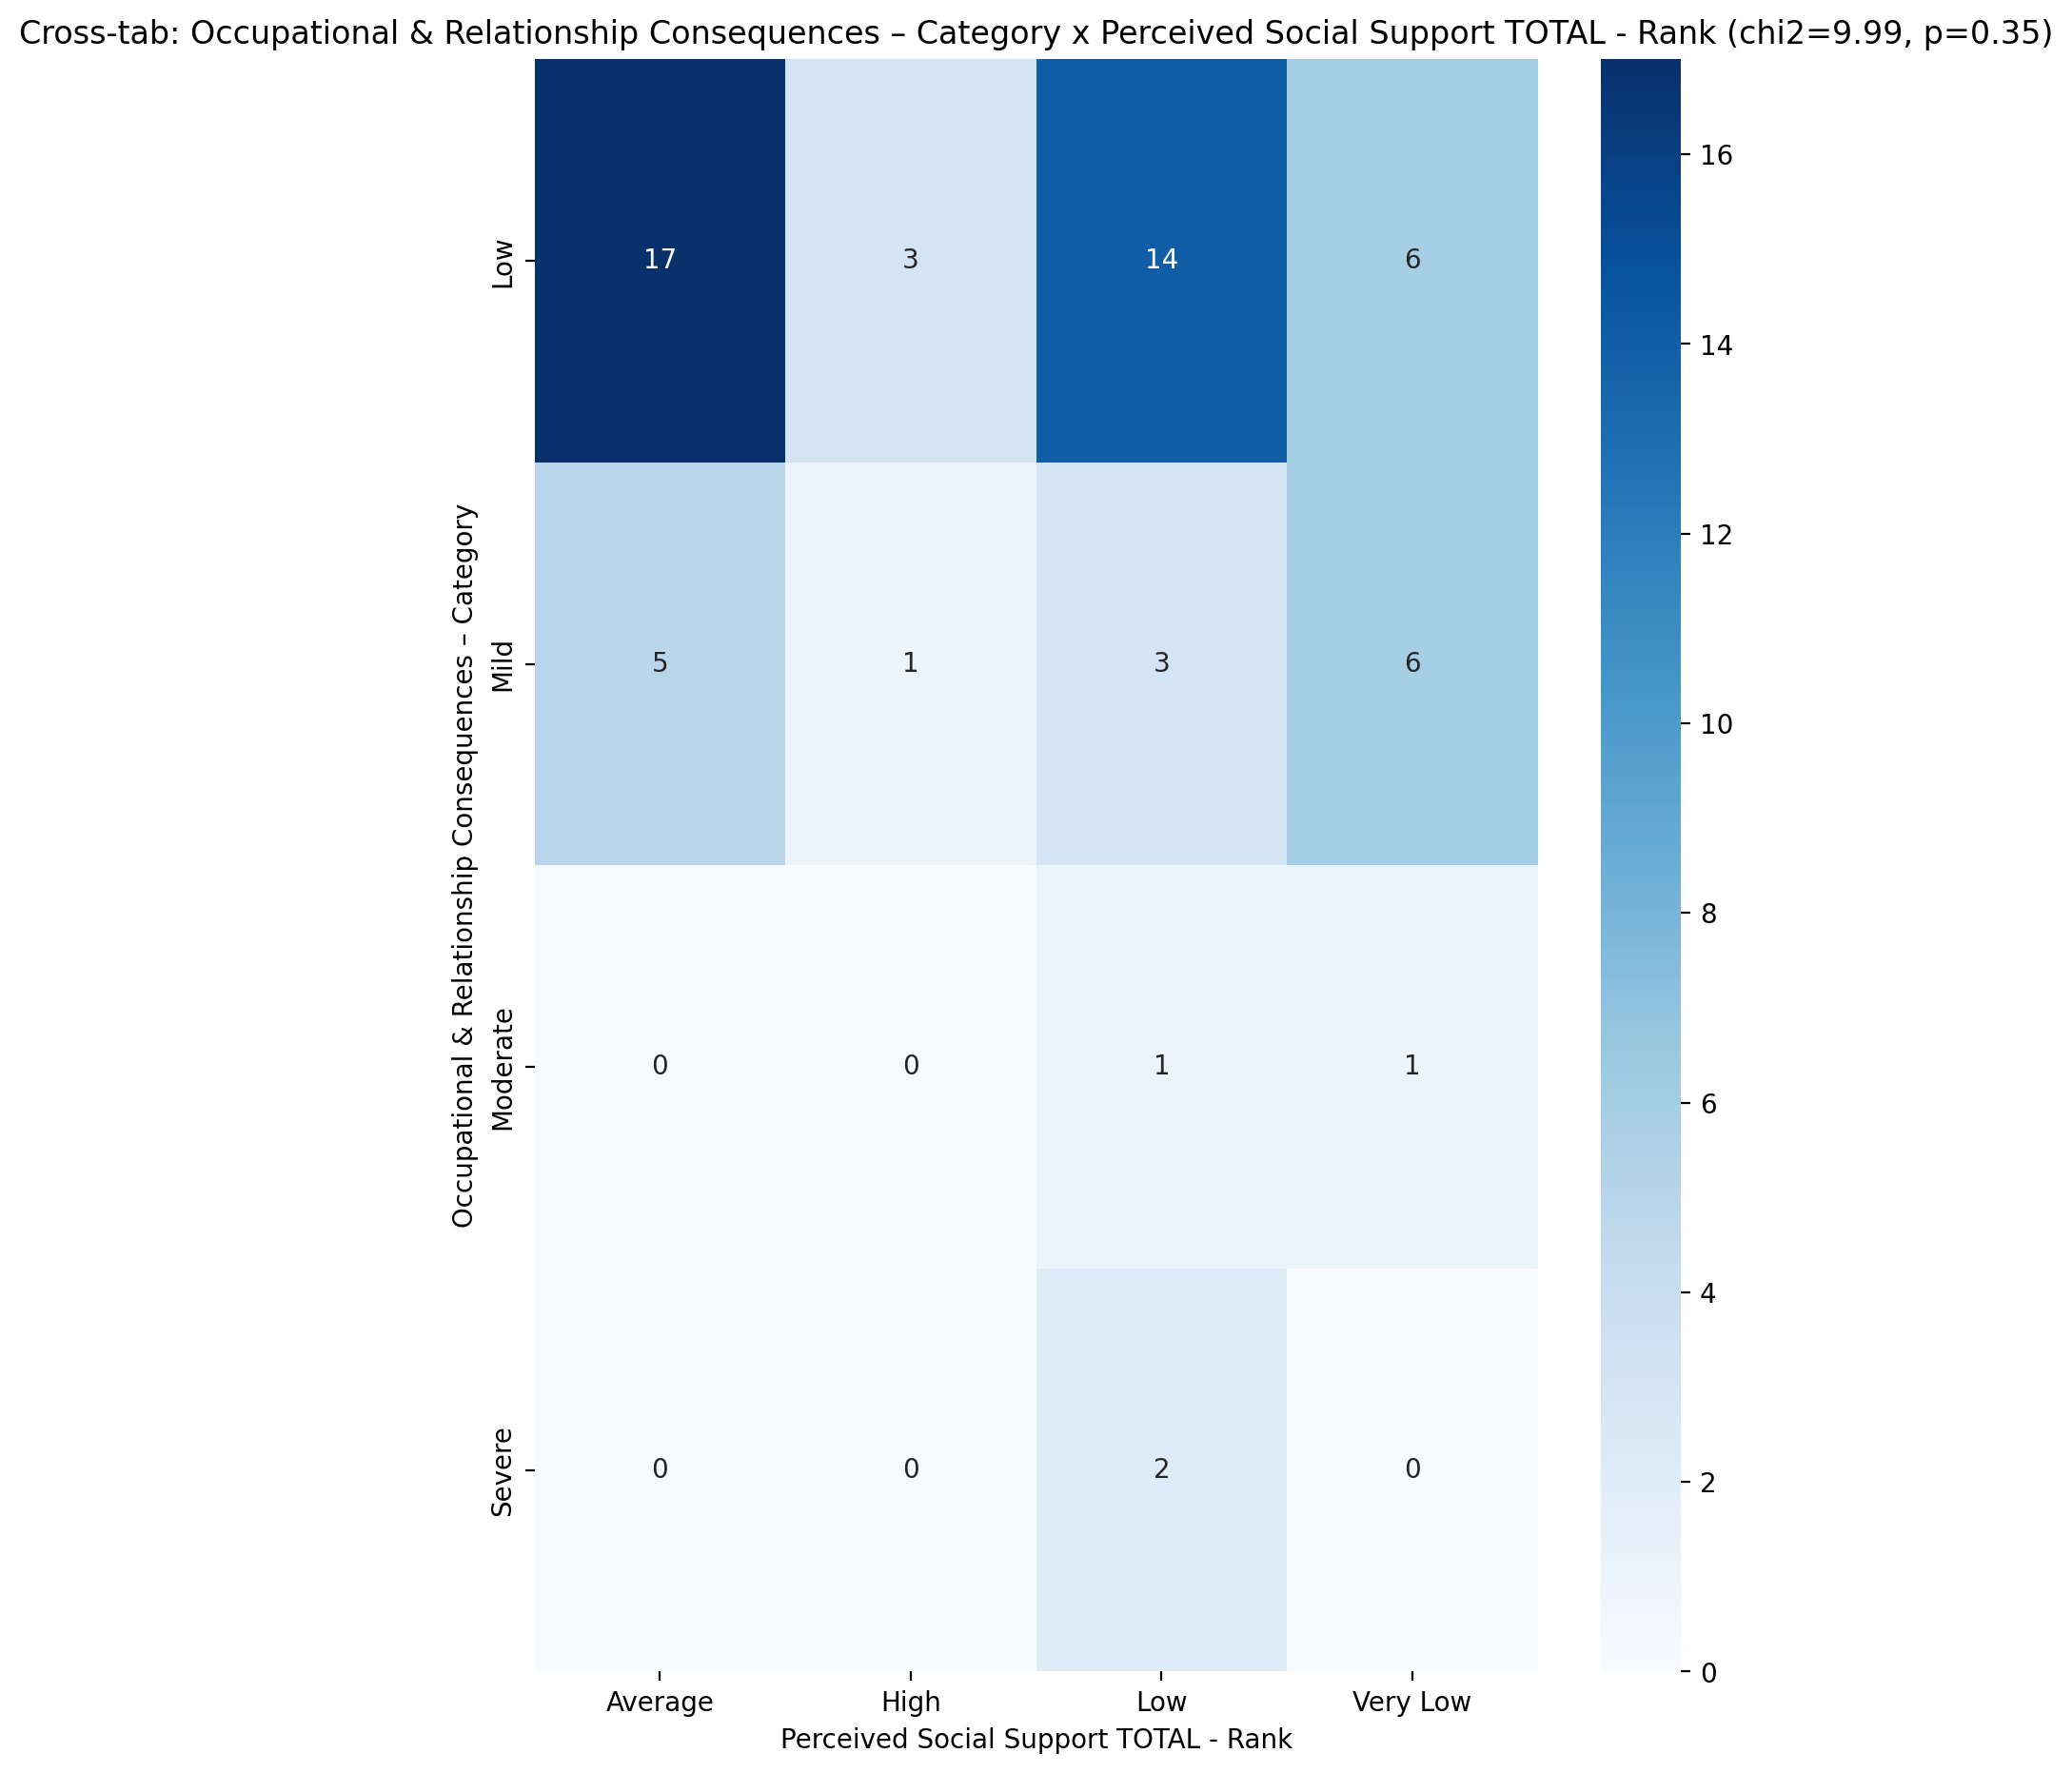 Cross-tab: Occupational & Relationship Consequences – Category x Perceived Social Support TOTAL - Rank (chi2=9.99, p=0.35)
Occupational & Relationship Consequences – Category
Low
17 3 14 6
Mild
5 1 3 6
Moderate
0 0 1 1
Severe
0 0 2 0
Average High Low Very Low
Perceived Social Support TOTAL - Rank
16
14
12
10
8
6
4
2
0